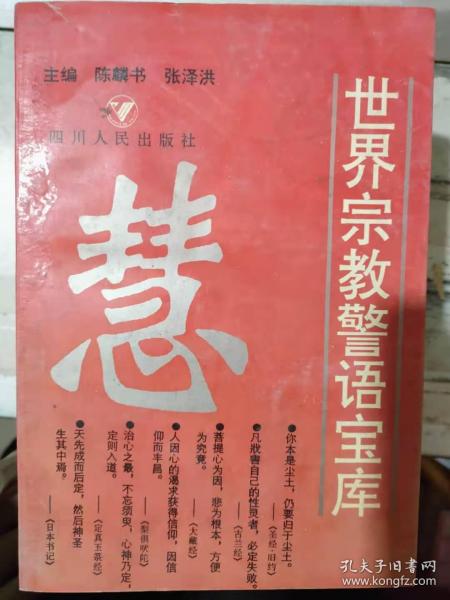 主编 陈麟书 张泽洪
四川人民出版社
世界宗教警语宝库
慧
●你本是尘土，仍要归于尘土。
——《圣经·旧约》
●凡戕害自己的性灵者，必定失败。
——《古兰经》
●菩提心为因，悲为根本，方便
为究竟。
——《大藏经》
●人因心的渴求获得信仰，因信
仰而丰昌。
——《梨俱吠陀》
●治心之最，不忘须臾，心神乃定，
定则入道。
——《定真玉箓经》
●天先成而后定，然后神圣
生其中焉。
——《日本书记》
孔夫子旧书网
www.kongfz.com